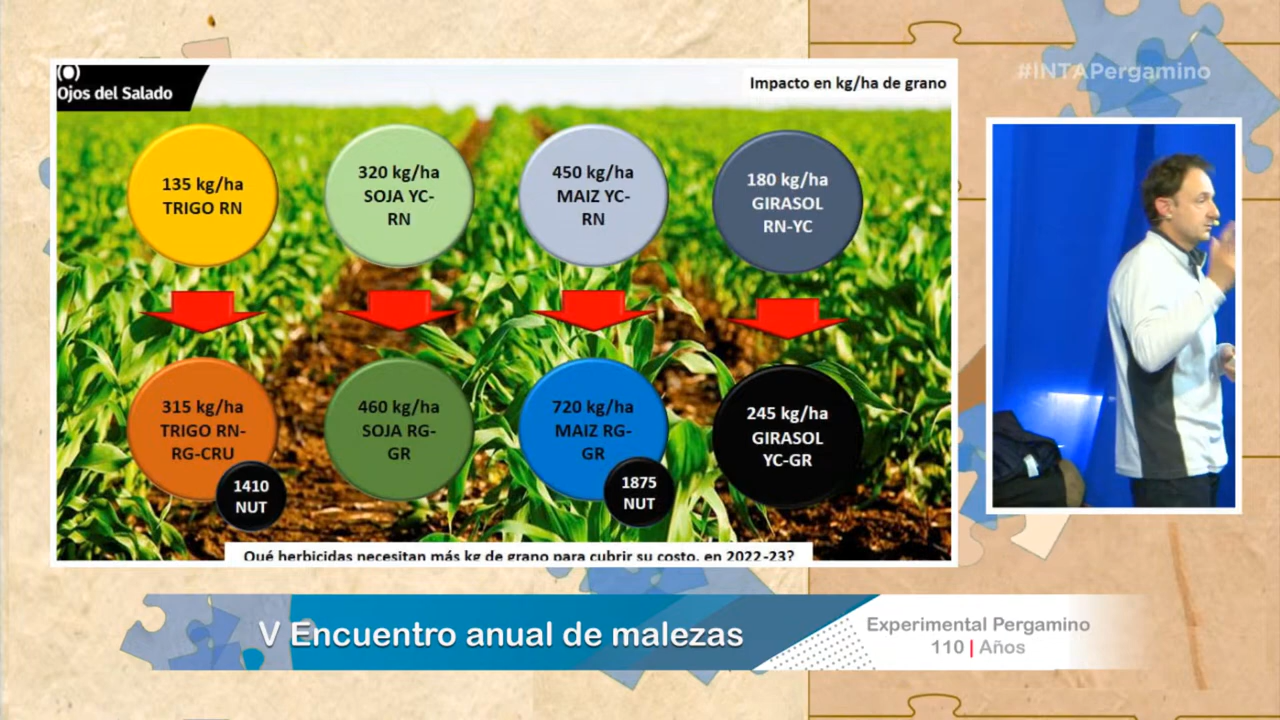 #INTAPergamino
(O)
Ojos del Salado
Impacto en kg/ha de grano
135 kg/ha
TRIGO RN
320 kg/ha
SOJA YC-
RN
450 kg/ha
MAIZ YC-
RN
180 kg/ha
GIRASOL
RN-YC
315 kg/ha
TRIGO RN-
RG-CRU
1410
NUT
460 kg/ha
SOJA RG-
GR
720 kg/ha
MAIZ RG-
GR
1875
NUT
245 kg/ha
GIRASOL
YC-GR
Qué herbicidas necesitan más kg de grano para cubrir su costo, en 2022-23?
V Encuentro anual de malezas
Experimental Pergamino
110 | Años